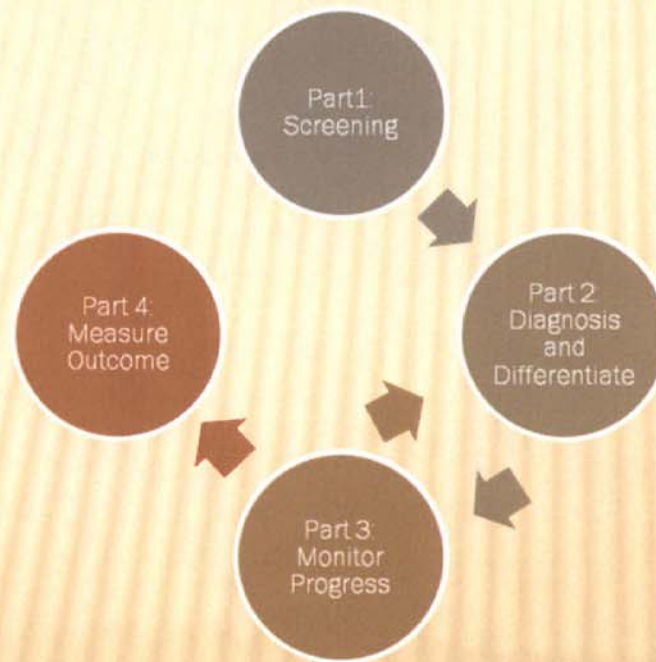 Part1:
Screening
Part 2:
Diagnosis
and
Differentiate
Part 3:
Monitor
Progress
Part 4:
Measure
Outcome